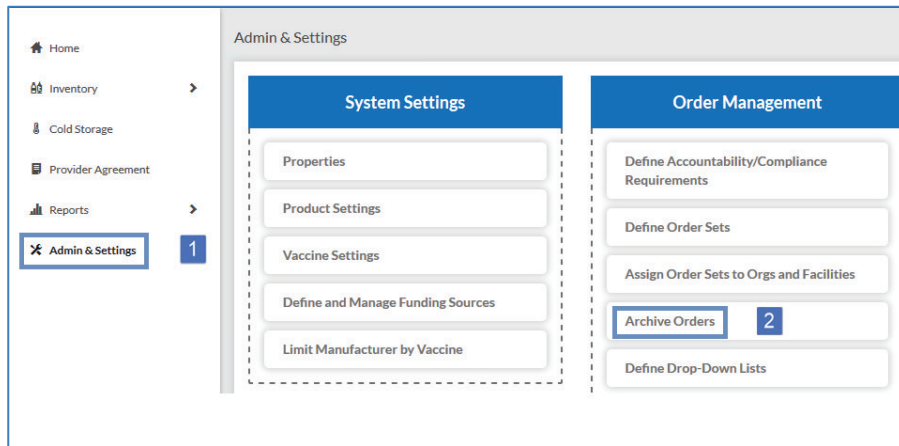 Admin & Settings
Home
Inventory
Cold Storage
Provider Agreement
Reports
Admin & Settings
1
System Settings
Properties
Product Settings
Vaccine Settings
Define and Manage Funding Sources
Limit Manufacturer by Vaccine
Order Management
Define Accountability/Compliance
Requirements
Define Order Sets
Assign Order Sets to Orgs and Facilities
Archive Orders
2
Define Drop-Down Lists